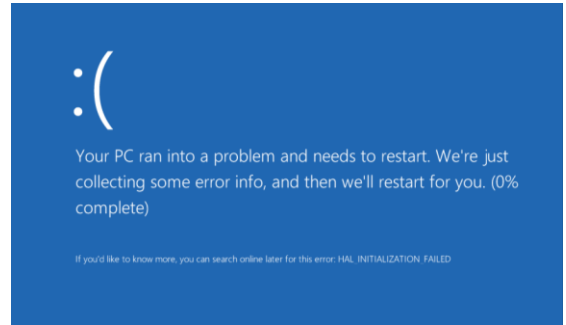 :(
Your PC ran into a problem and needs to restart. We're just
collecting some error info, and then we'll restart for you. (0%
complete)
If you'd like to know more, you can search online later for this error: HAL_INITIALIZATION_FAILED